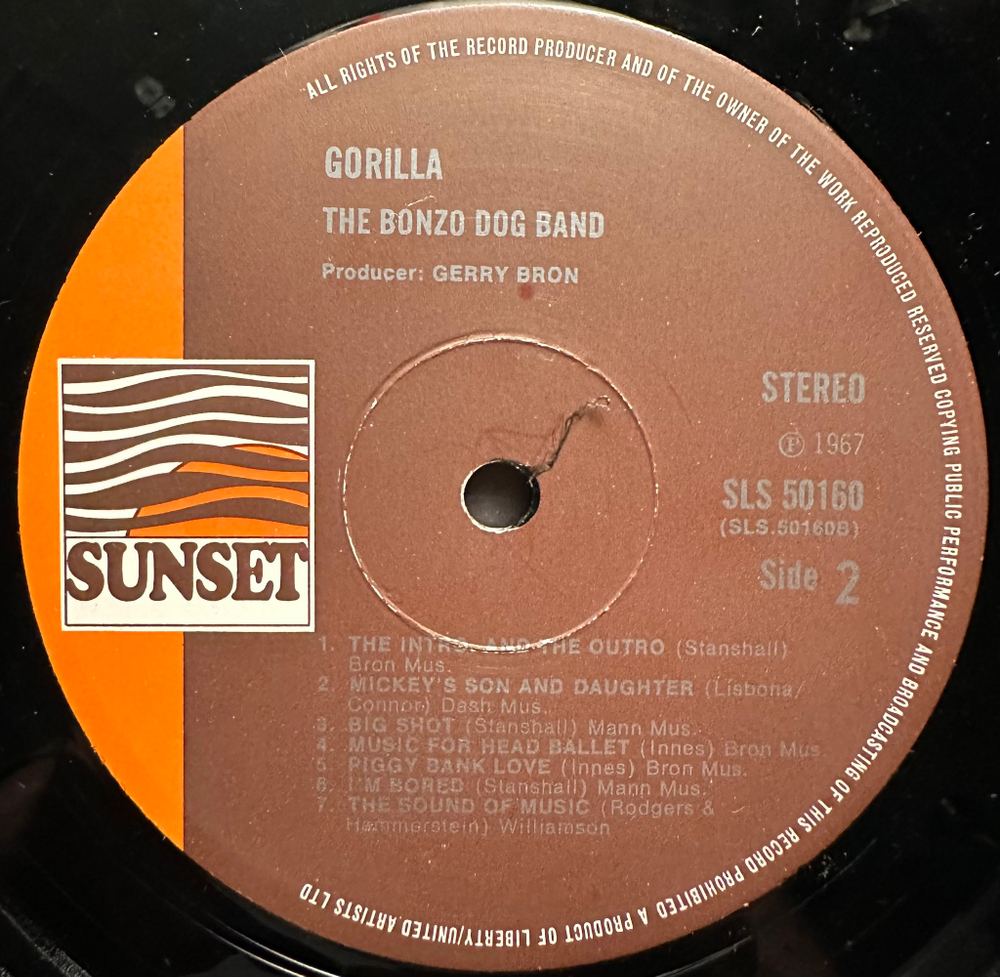 ALL RIGHTS OF THE RECORD PRODUCER AND OF THE OWNER OF THE WORK REPRODUCED RESERVED COPYING PUBLIC PERFORMANCE AND BROADCASTING OF THIS RECORD PROHIBITED A PRODUCT OF LIBERTY/UNITED ARTISTS LTD
GORILLA
THE BONZO DOG BAND
Producer: GERRY BRON
STEREO
Ⓟ 1967
SLS 50160
(SLS.50160B)
Side 2
SUNSET
1. THE INTRO. AND THE OUTRO (Stanshall)
Bron Mus.
2. MICKEY'S SON AND DAUGHTER (Lisbona/
Connor) Dash Mus.
3. BIG SHOT (Stanshall) Mann Mus.
4. MUSIC FOR HEAD BALLET (Innes) Bron Mus.
5. PIGGY BANK LOVE (Innes) Bron Mus.
6. I'M BORED (Stanshall) Mann Mus.
7. THE SOUND OF MUSIC (Rodgers &
Hammerstein) Williamson